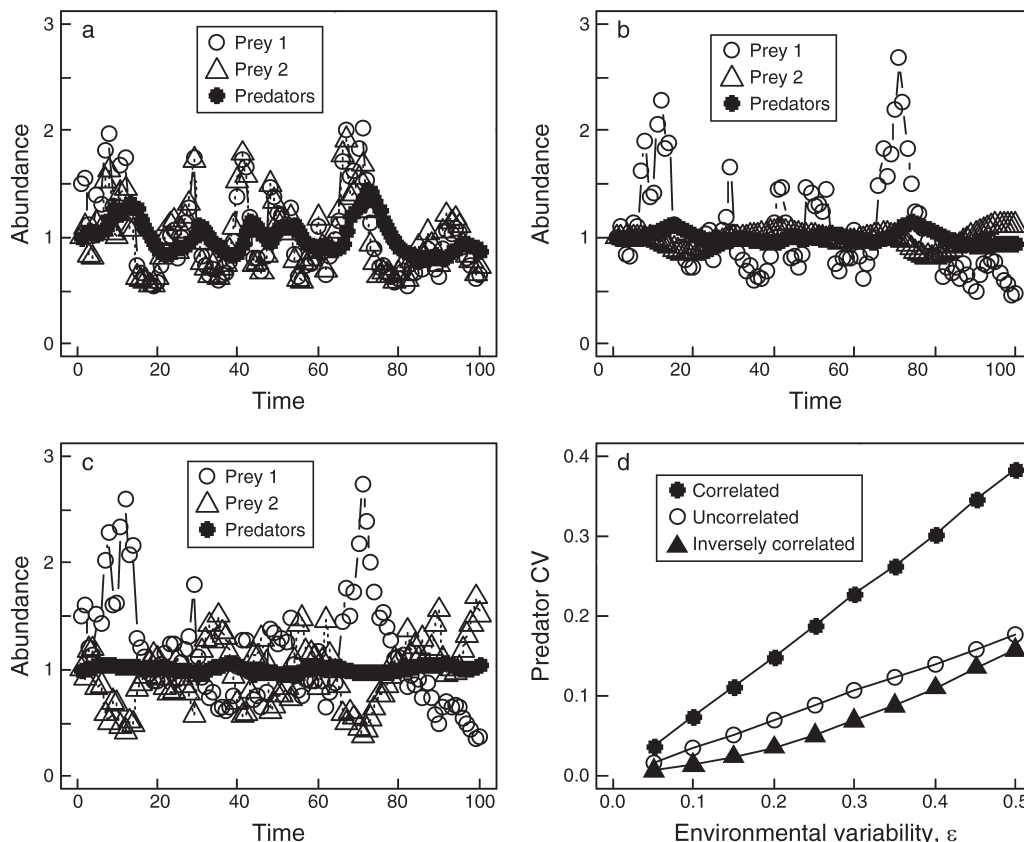 a
Prey 1
Prey 2
Predators
3
2
1
0
Abundance
0 20 40 60 80 100
Time
b
Prey 1
Prey 2
Predators
3
2
1
0
Abundance
0 20 40 60 80 100
Time
c
Prey 1
Prey 2
Predators
3
2
1
0
Abundance
0 20 40 60 80 100
Time
d
Correlated
Uncorrelated
Inversely correlated
0.4
0.3
0.2
0.1
0.0
Predator CV
0.0 0.1 0.2 0.3 0.4 0.5
Environmental variability, ε